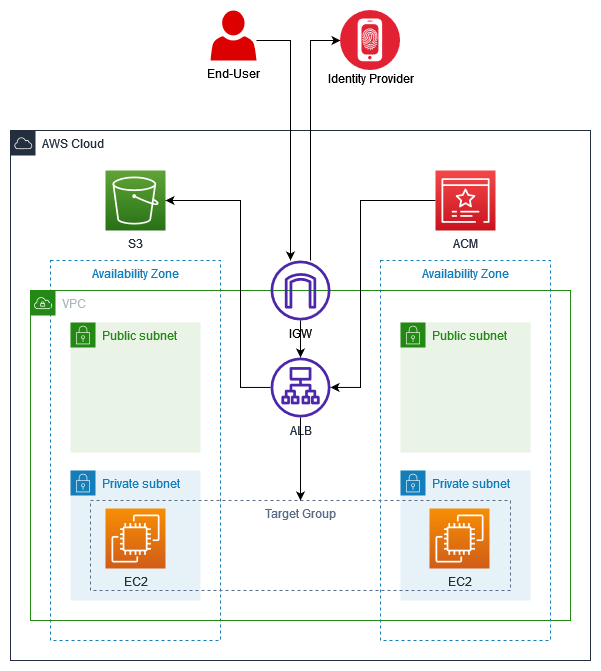 End-User
Identity Provider
AWS Cloud
S3
ACM
Availability Zone
Availability Zone
VPC
IGW
Public subnet
Public subnet
ALB
Private subnet
Private subnet
Target Group
EC2
EC2